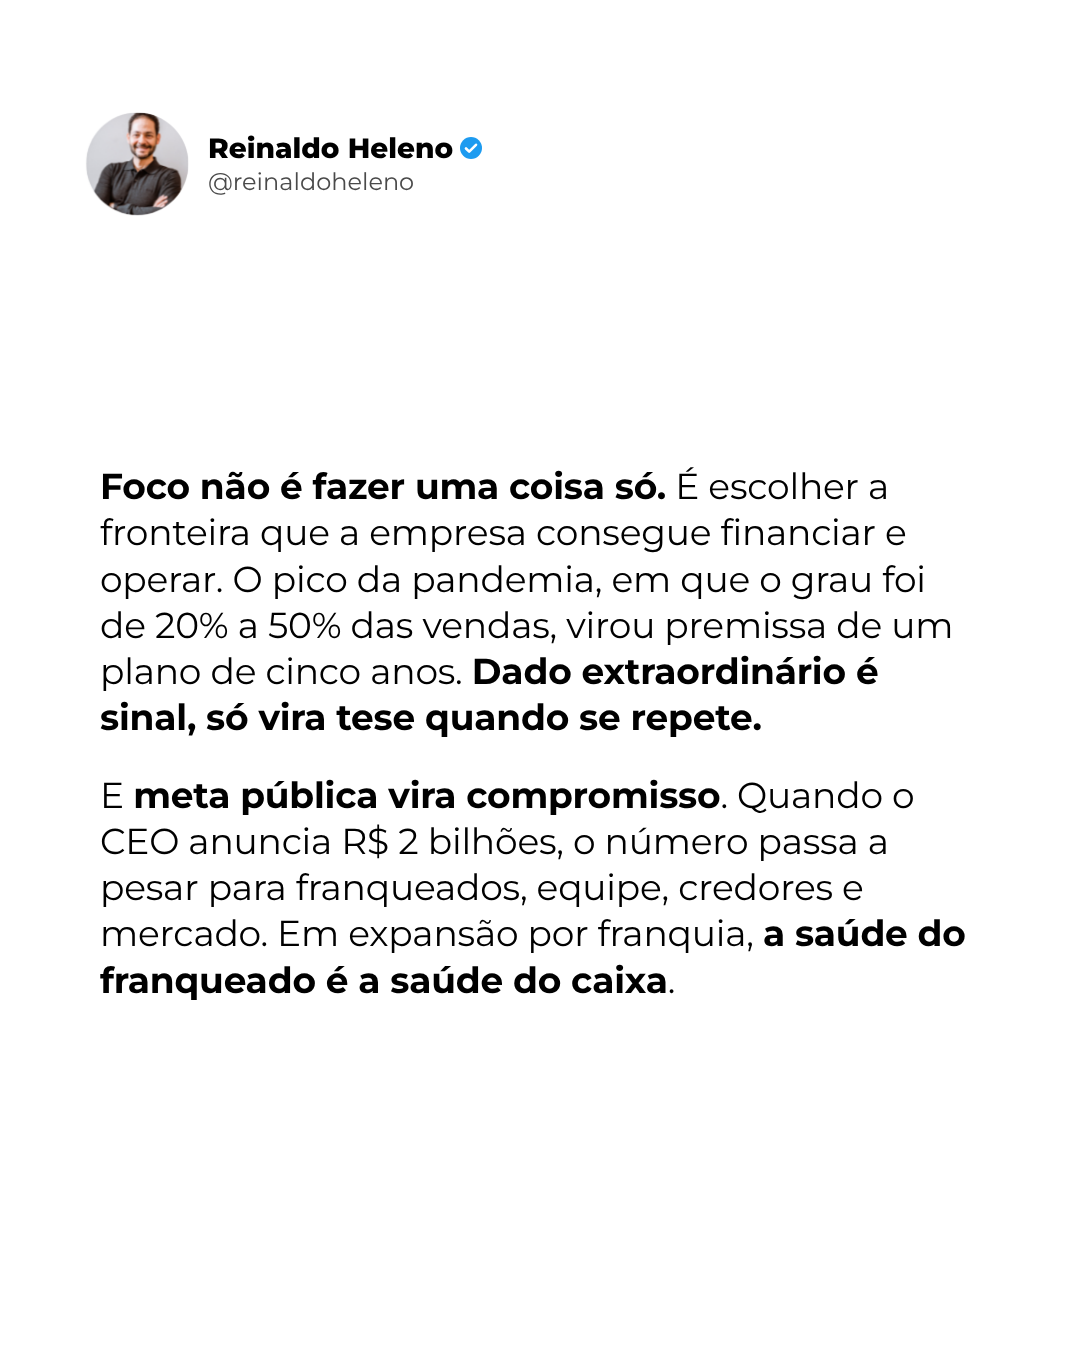 Reinaldo Heleno
@reinaldoheleno
Foco não é fazer uma coisa só. É escolher a
fronteira que a empresa consegue financiar e
operar. O pico da pandemia, em que o grau foi
de 20% a 50% das vendas, virou premissa de um
plano de cinco anos. Dado extraordinário é
sinal, só vira tese quando se repete.
E meta pública vira compromisso. Quando o
CEO anuncia R$ 2 bilhões, o número passa a
pesar para franqueados, equipe, credores e
mercado. Em expansão por franquia, a saúde do
franqueado é a saúde do caixa.